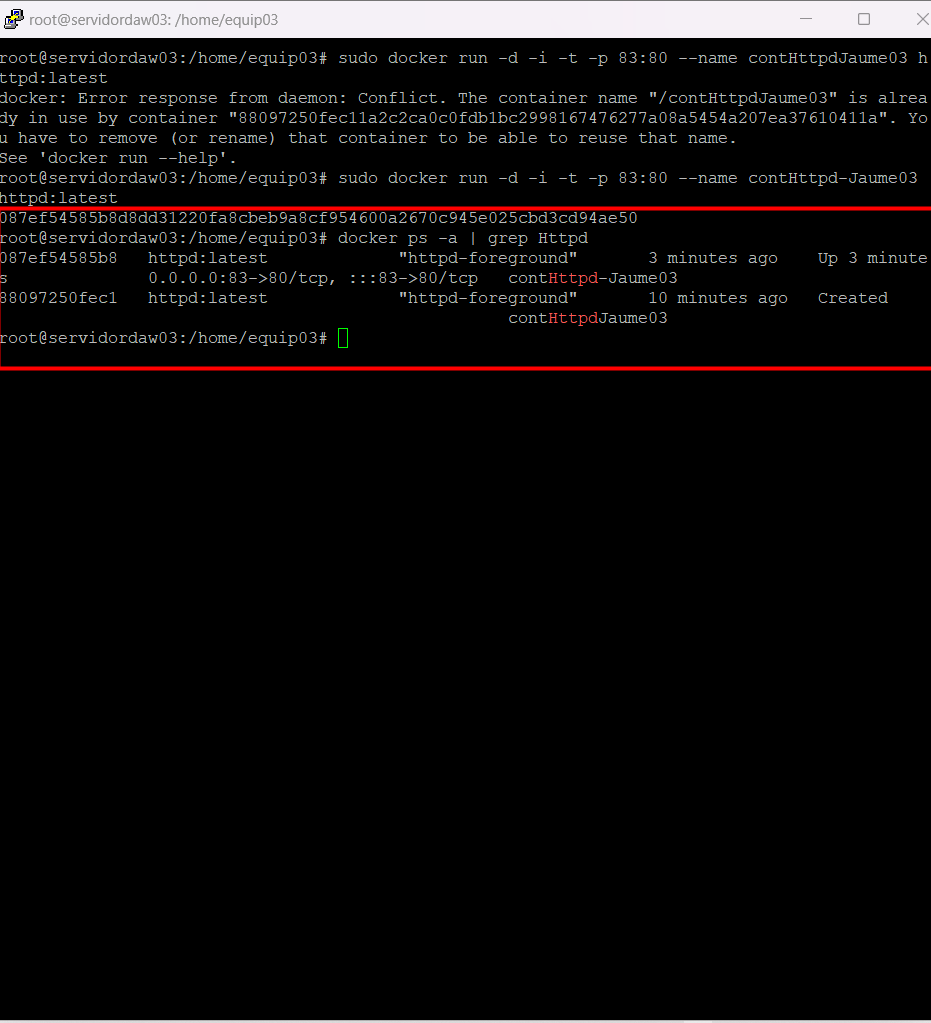 root@servidordaw03: /home/equip03
root@servidordaw03:/home/equip03# sudo docker run -d -i -t -p 83:80 --name contHttpdJaume03 h
ttpd:latest
docker: Error response from daemon: Conflict. The container name "/contHttpdJaume03" is alrea
dy in use by container "88097250fec11a2c2ca0c0fdb1bc2998167476277a08a5454a207ea37610411a". Yo
u have to remove (or rename) that container to be able to reuse that name.
See 'docker run --help'.
root@servidordaw03:/home/equip03# sudo docker run -d -i -t -p 83:80 --name contHttpd-Jaume03
httpd:latest
087ef54585b8d8dd31220fa8cbeb9a8cf954600a2670c945e025cbd3cd94ae50
root@servidordaw03:/home/equip03# docker ps -a | grep Httpd
087ef54585b8   httpd:latest             "httpd-foreground"       3 minutes ago    Up 3 minute
s              0.0.0.0:83->80/tcp, :::83->80/tcp   contHttpd-Jaume03
88097250fec1   httpd:latest             "httpd-foreground"       10 minutes ago   Created
                                                   contHttpdJaume03
root@servidordaw03:/home/equip03#